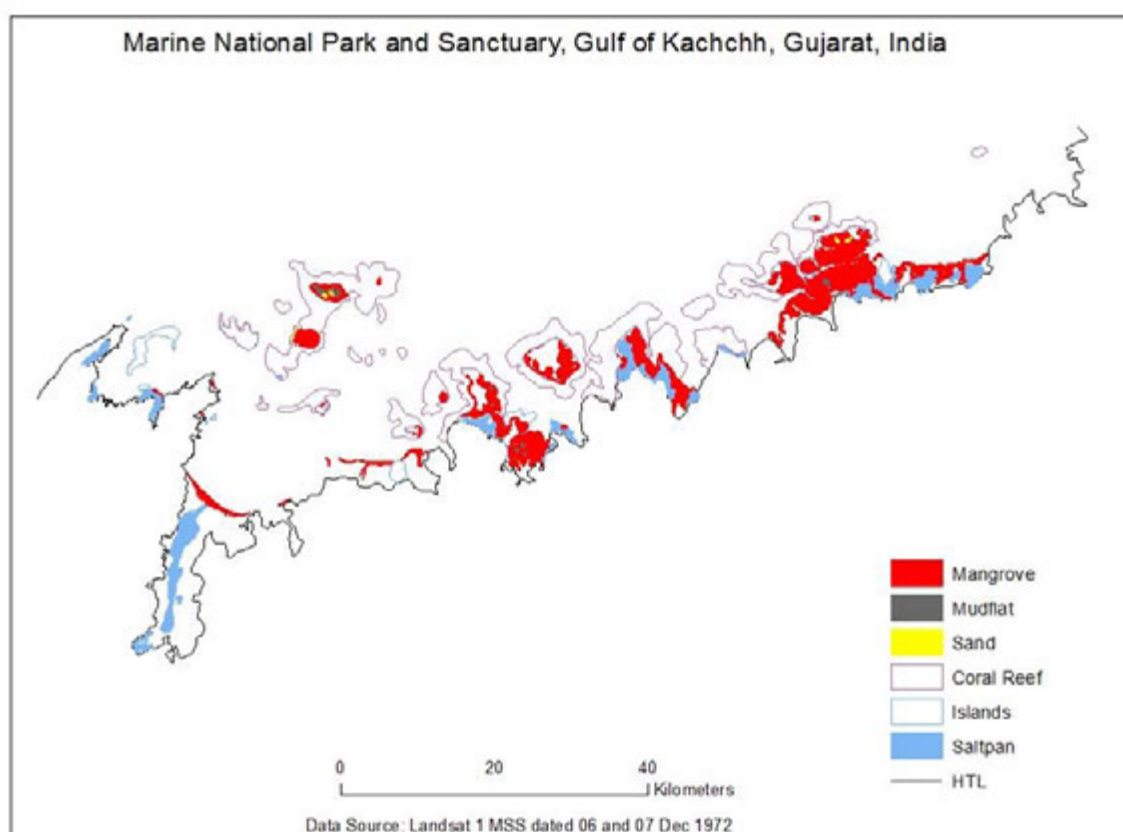 Marine National Park and Sanctuary, Gulf of Kachchh, Gujarat, India
Mangrove
Mudflat
Sand
Coral Reef
Islands
Saltpan
HTL
0 20 40
Kilometers
Data Source: Landsat 1 MSS dated 06 and 07 Dec 1972